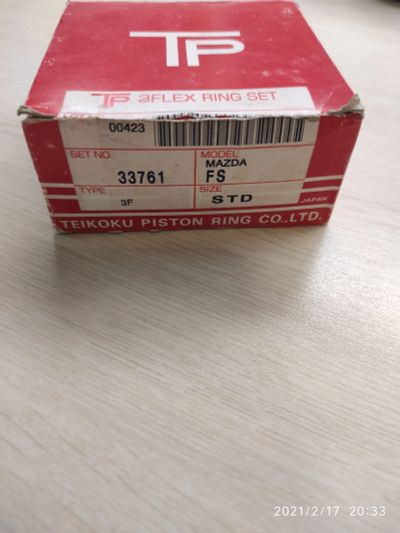 TP
TP 3FLEX RING SET
00423
SET NO. MODEL
MAZDA
33761 FS
TYPE SIZE
3F STD JAPAN
TEIKOKU PISTON RING CO.,LTD.
2021/2/17 20:33